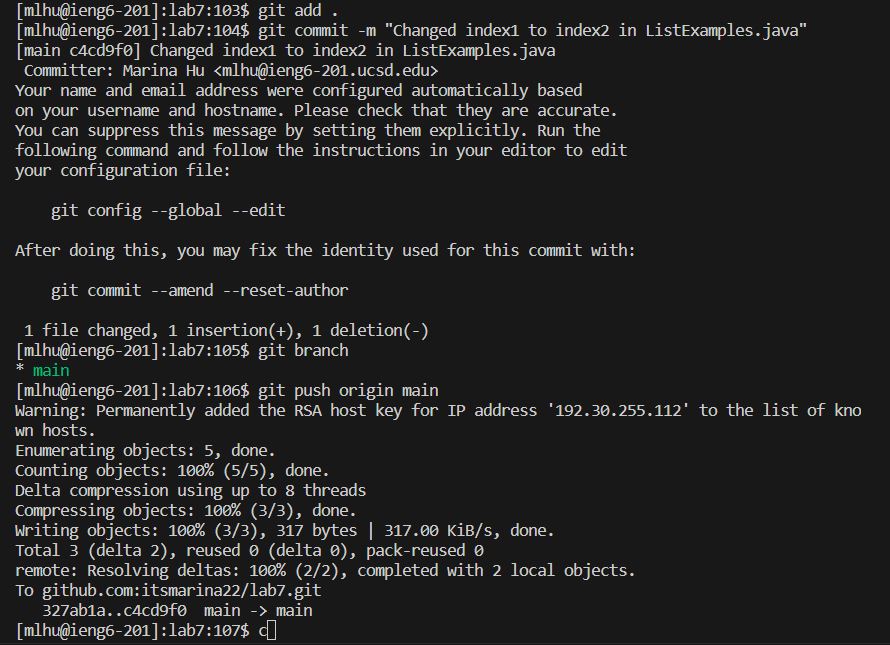 [mlhu@ieng6-201]:lab7:103$ git add .
[mlhu@ieng6-201]:lab7:104$ git commit -m "Changed index1 to index2 in ListExamples.java"
[main c4cd9f0] Changed index1 to index2 in ListExamples.java
 Committer: Marina Hu <mlhu@ieng6-201.ucsd.edu>
Your name and email address were configured automatically based
on your username and hostname. Please check that they are accurate.
You can suppress this message by setting them explicitly. Run the
following command and follow the instructions in your editor to edit
your configuration file:

    git config --global --edit

After doing this, you may fix the identity used for this commit with:

    git commit --amend --reset-author

 1 file changed, 1 insertion(+), 1 deletion(-)
[mlhu@ieng6-201]:lab7:105$ git branch
* main
[mlhu@ieng6-201]:lab7:106$ git push origin main
Warning: Permanently added the RSA host key for IP address '192.30.255.112' to the list of kno
wn hosts.
Enumerating objects: 5, done.
Counting objects: 100% (5/5), done.
Delta compression using up to 8 threads
Compressing objects: 100% (3/3), done.
Writing objects: 100% (3/3), 317 bytes | 317.00 KiB/s, done.
Total 3 (delta 2), reused 0 (delta 0), pack-reused 0
remote: Resolving deltas: 100% (2/2), completed with 2 local objects.
To github.com:itsmarina22/lab7.git
   327ab1a..c4cd9f0  main -> main
[mlhu@ieng6-201]:lab7:107$ c